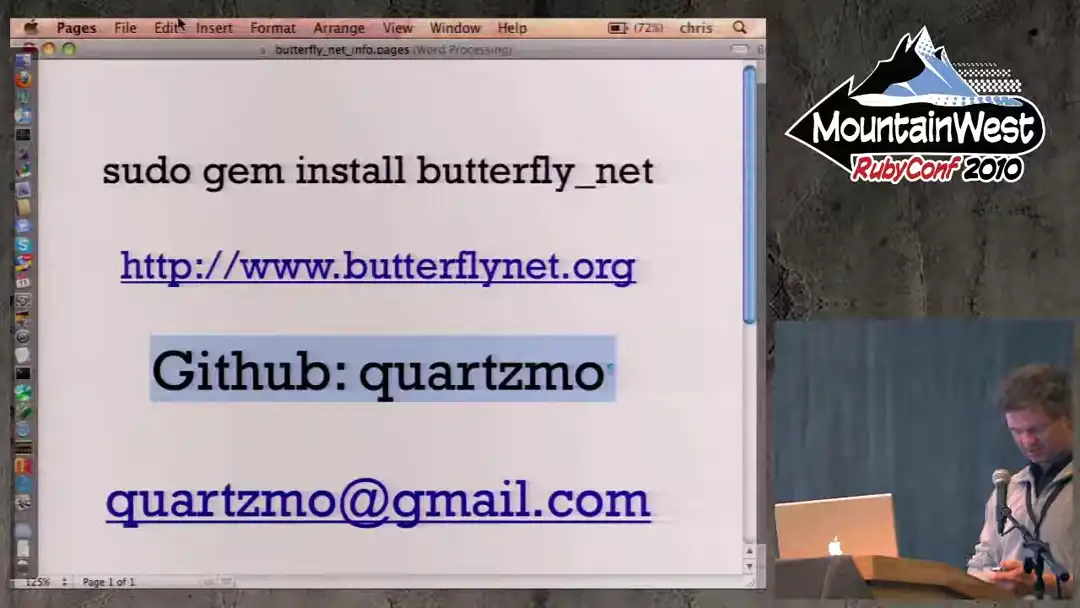 Pages File Edit Insert Format Arrange View Window Help (72%) chris
butterfly_net_info.pages (Word Processing)
sudo gem install butterfly_net
http://www.butterflynet.org
Github: quartzmo
quartzmo@gmail.com
125% Page 1 of 1
MountainWest
RubyConf 2010